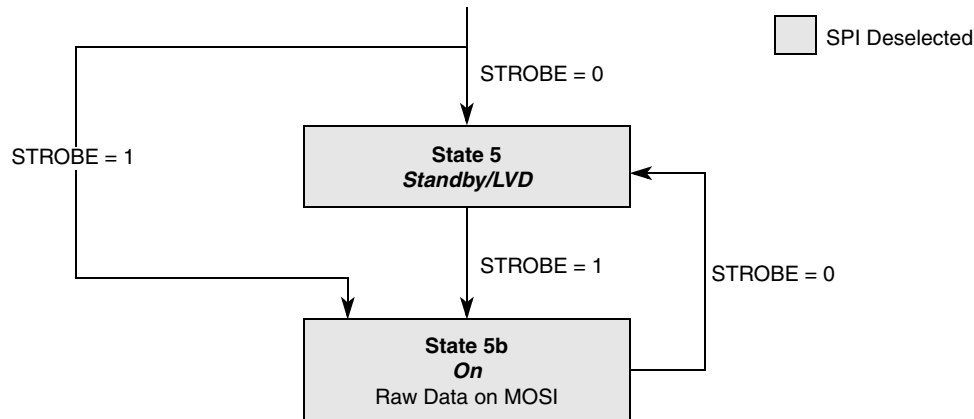 SPI Deselected
STROBE = 0
STROBE = 1
State 5
Standby/LVD
STROBE = 1
STROBE = 0
State 5b
On
Raw Data on MOSI